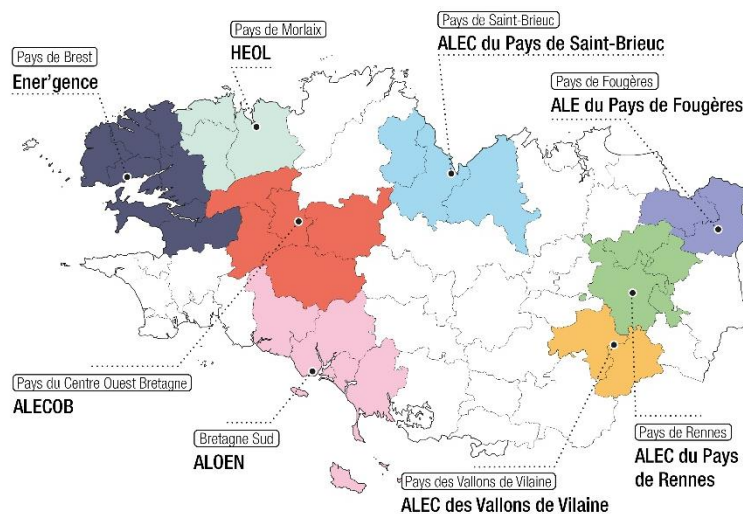 Pays de Brest
Ener'gence
Pays de Morlaix
HEOL
Pays de Saint-Brieuc
ALEC du Pays de Saint-Brieuc
Pays de Fougères
ALE du Pays de Fougères
Pays du Centre Ouest Bretagne
ALECOB
Bretagne Sud
ALOEN
Pays des Vallons de Vilaine
ALEC des Vallons de Vilaine
Pays de Rennes
ALEC du Pays
de Rennes